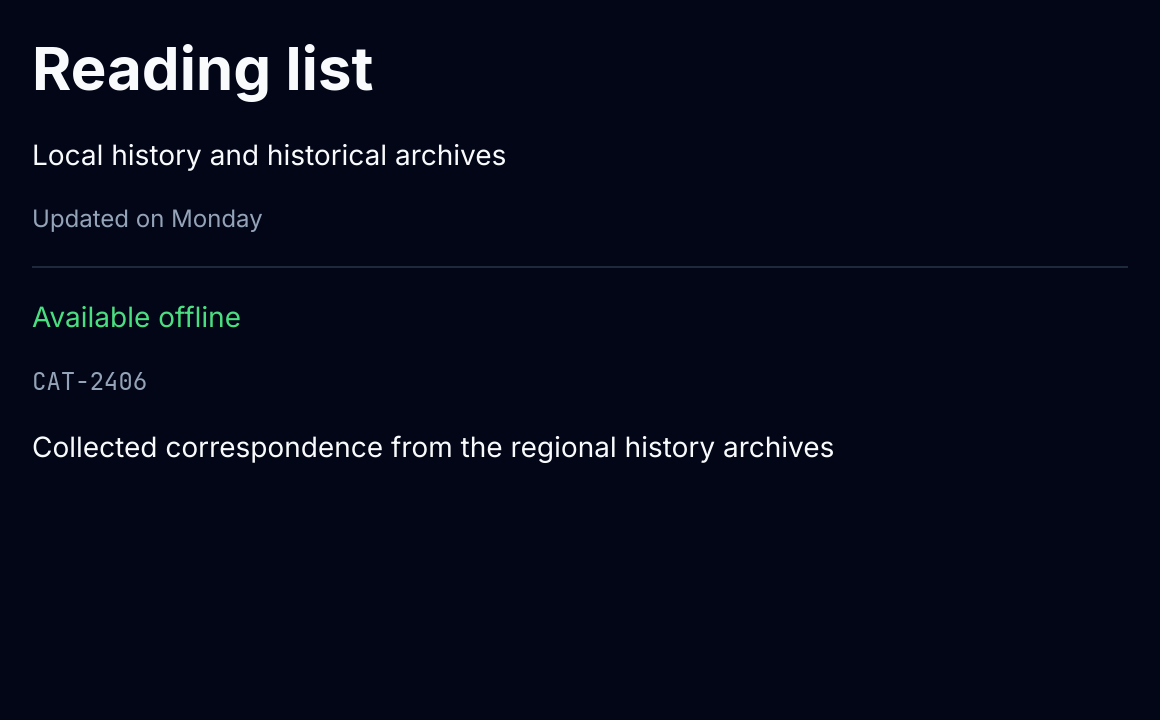 Reading list
Local history and historical archives
Updated on Monday
Available offline
CAT-2406
Collected correspondence from the regional history archives